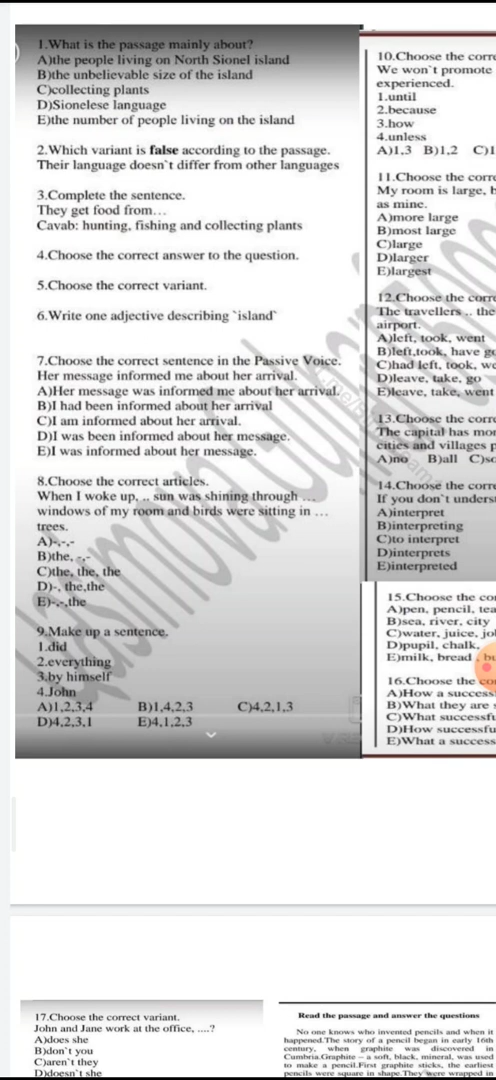 1.What is the passage mainly about?
A)the people living on North Sionel island
B)the unbelievable size of the island
C)collecting plants
D)Sionelese language
E)the number of people living on the island
2.Which variant is false according to the passage.
Their language doesn`t differ from other languages
3.Complete the sentence.
They get food from…
Cavab: hunting, fishing and collecting plants
4.Choose the correct answer to the question.
5.Choose the correct variant.
6.Write one adjective describing `island`
7.Choose the correct sentence in the Passive Voice.
Her message informed me about her arrival.
A)Her message was informed me about her arrival.
B)I had been informed about her arrival
C)I am informed about her arrival.
D)I was been informed about her message.
E)I was informed about her message.
8.Choose the correct articles.
When I woke up, .. sun was shining through …
windows of my room and birds were sitting in …
trees.
A)-,-,-
B)the, -,-
C)the, the, the
D)-, the,the
E)-,-,the
9.Make up a sentence.
1.did
2.everything
3.by himself
4.John
A)1,2,3,4 B)1,4,2,3 C)4,2,1,3
D)4,2,3,1 E)4,1,2,3
10.Choose the corre
We won`t promote
experienced.
1.until
2.because
3.how
4.unless
A)1,3 B)1,2 C)1
11.Choose the corre
My room is large, b
as mine.
A)more large
B)most large
C)large
D)larger
E)largest
12.Choose the corre
The travellers .. the
airport.
A)left, took, went
B)left,took, have go
C)had left, took, we
D)leave, take, go
E)leave, take, went
13.Choose the corre
The capital has mor
cities and villages p
A)no B)all C)so
14.Choose the corre
If you don`t underst
A)interpret
B)interpreting
C)to interpret
D)interprets
E)interpreted
15.Choose the cor
A)pen, pencil, tea
B)sea, river, city
C)water, juice, jo
D)pupil, chalk,
E)milk, bread , bu
16.Choose the cor
A)How a success
B)What they are s
C)What successfu
D)How successfu
E)What a success
17.Choose the correct variant.
John and Jane work at the office, ....?
A)does she
B)don`t you
C)aren`t they
D)doesn`t she
Read the passage and answer the questions
No one knows who invented pencils and when it
happened.The story of a pencil began in early 16th
century, when graphite was discovered in
Cumbria.Graphite – a soft, black, mineral, was used
to make a pencil.First graphite sticks, the earliest
pencils were square in shape.They were wrapped in